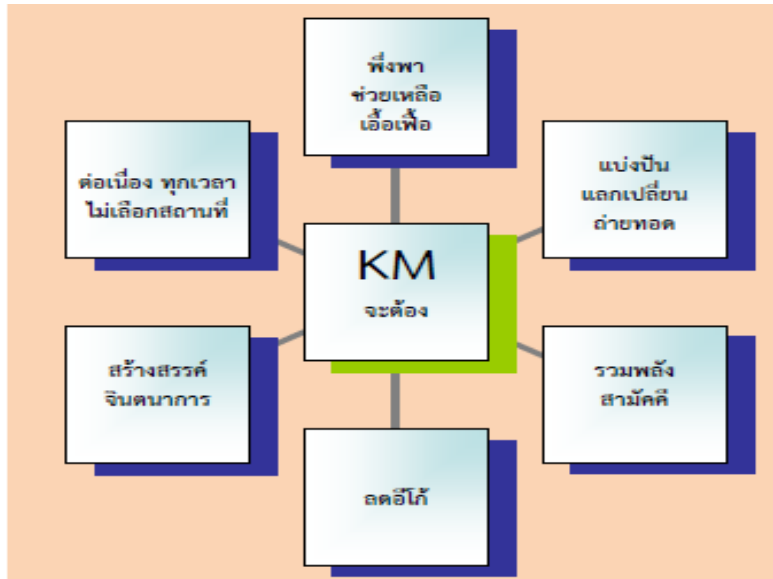 พึ่งพา
ช่วยเหลือ
เอื้อเฟื้อ
ต่อเนื่อง ทุกเวลา
ไม่เลือกสถานที่
แบ่งปัน
แลกเปลี่ยน
ถ่ายทอด
KM
จะต้อง
สร้างสรรค์
จินตนาการ
รวมพลัง
สามัคคี
ลดอีโก้